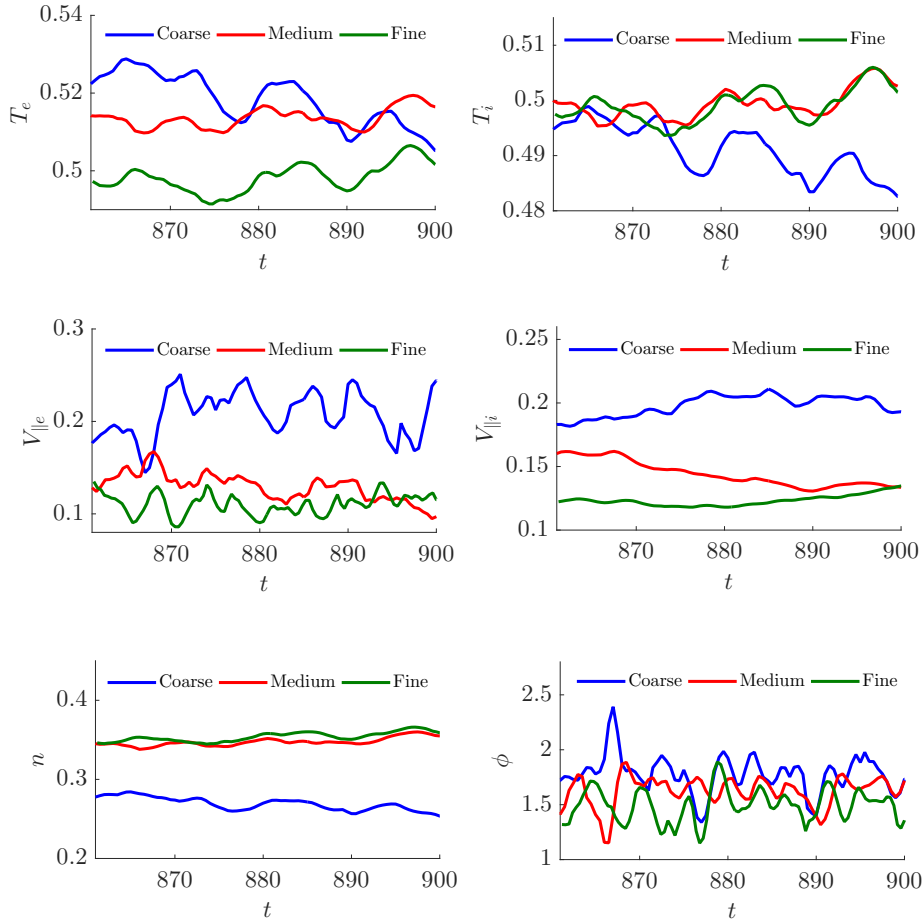 0.54
Coarse Medium Fine
0.52
T_e
0.5
870 880 890 900
t
0.51
Coarse Medium Fine
0.5
T_i
0.49
0.48
870 880 890 900
t
0.3
Coarse Medium Fine
0.2
V_{||e}
0.1
870 880 890 900
t
0.25
Coarse Medium Fine
0.2
V_{||i}
0.15
0.1
870 880 890 900
t
Coarse Medium Fine
0.4
n
0.3
0.2
870 880 890 900
t
2.5
Coarse Medium Fine
2
ϕ
1.5
1
870 880 890 900
t